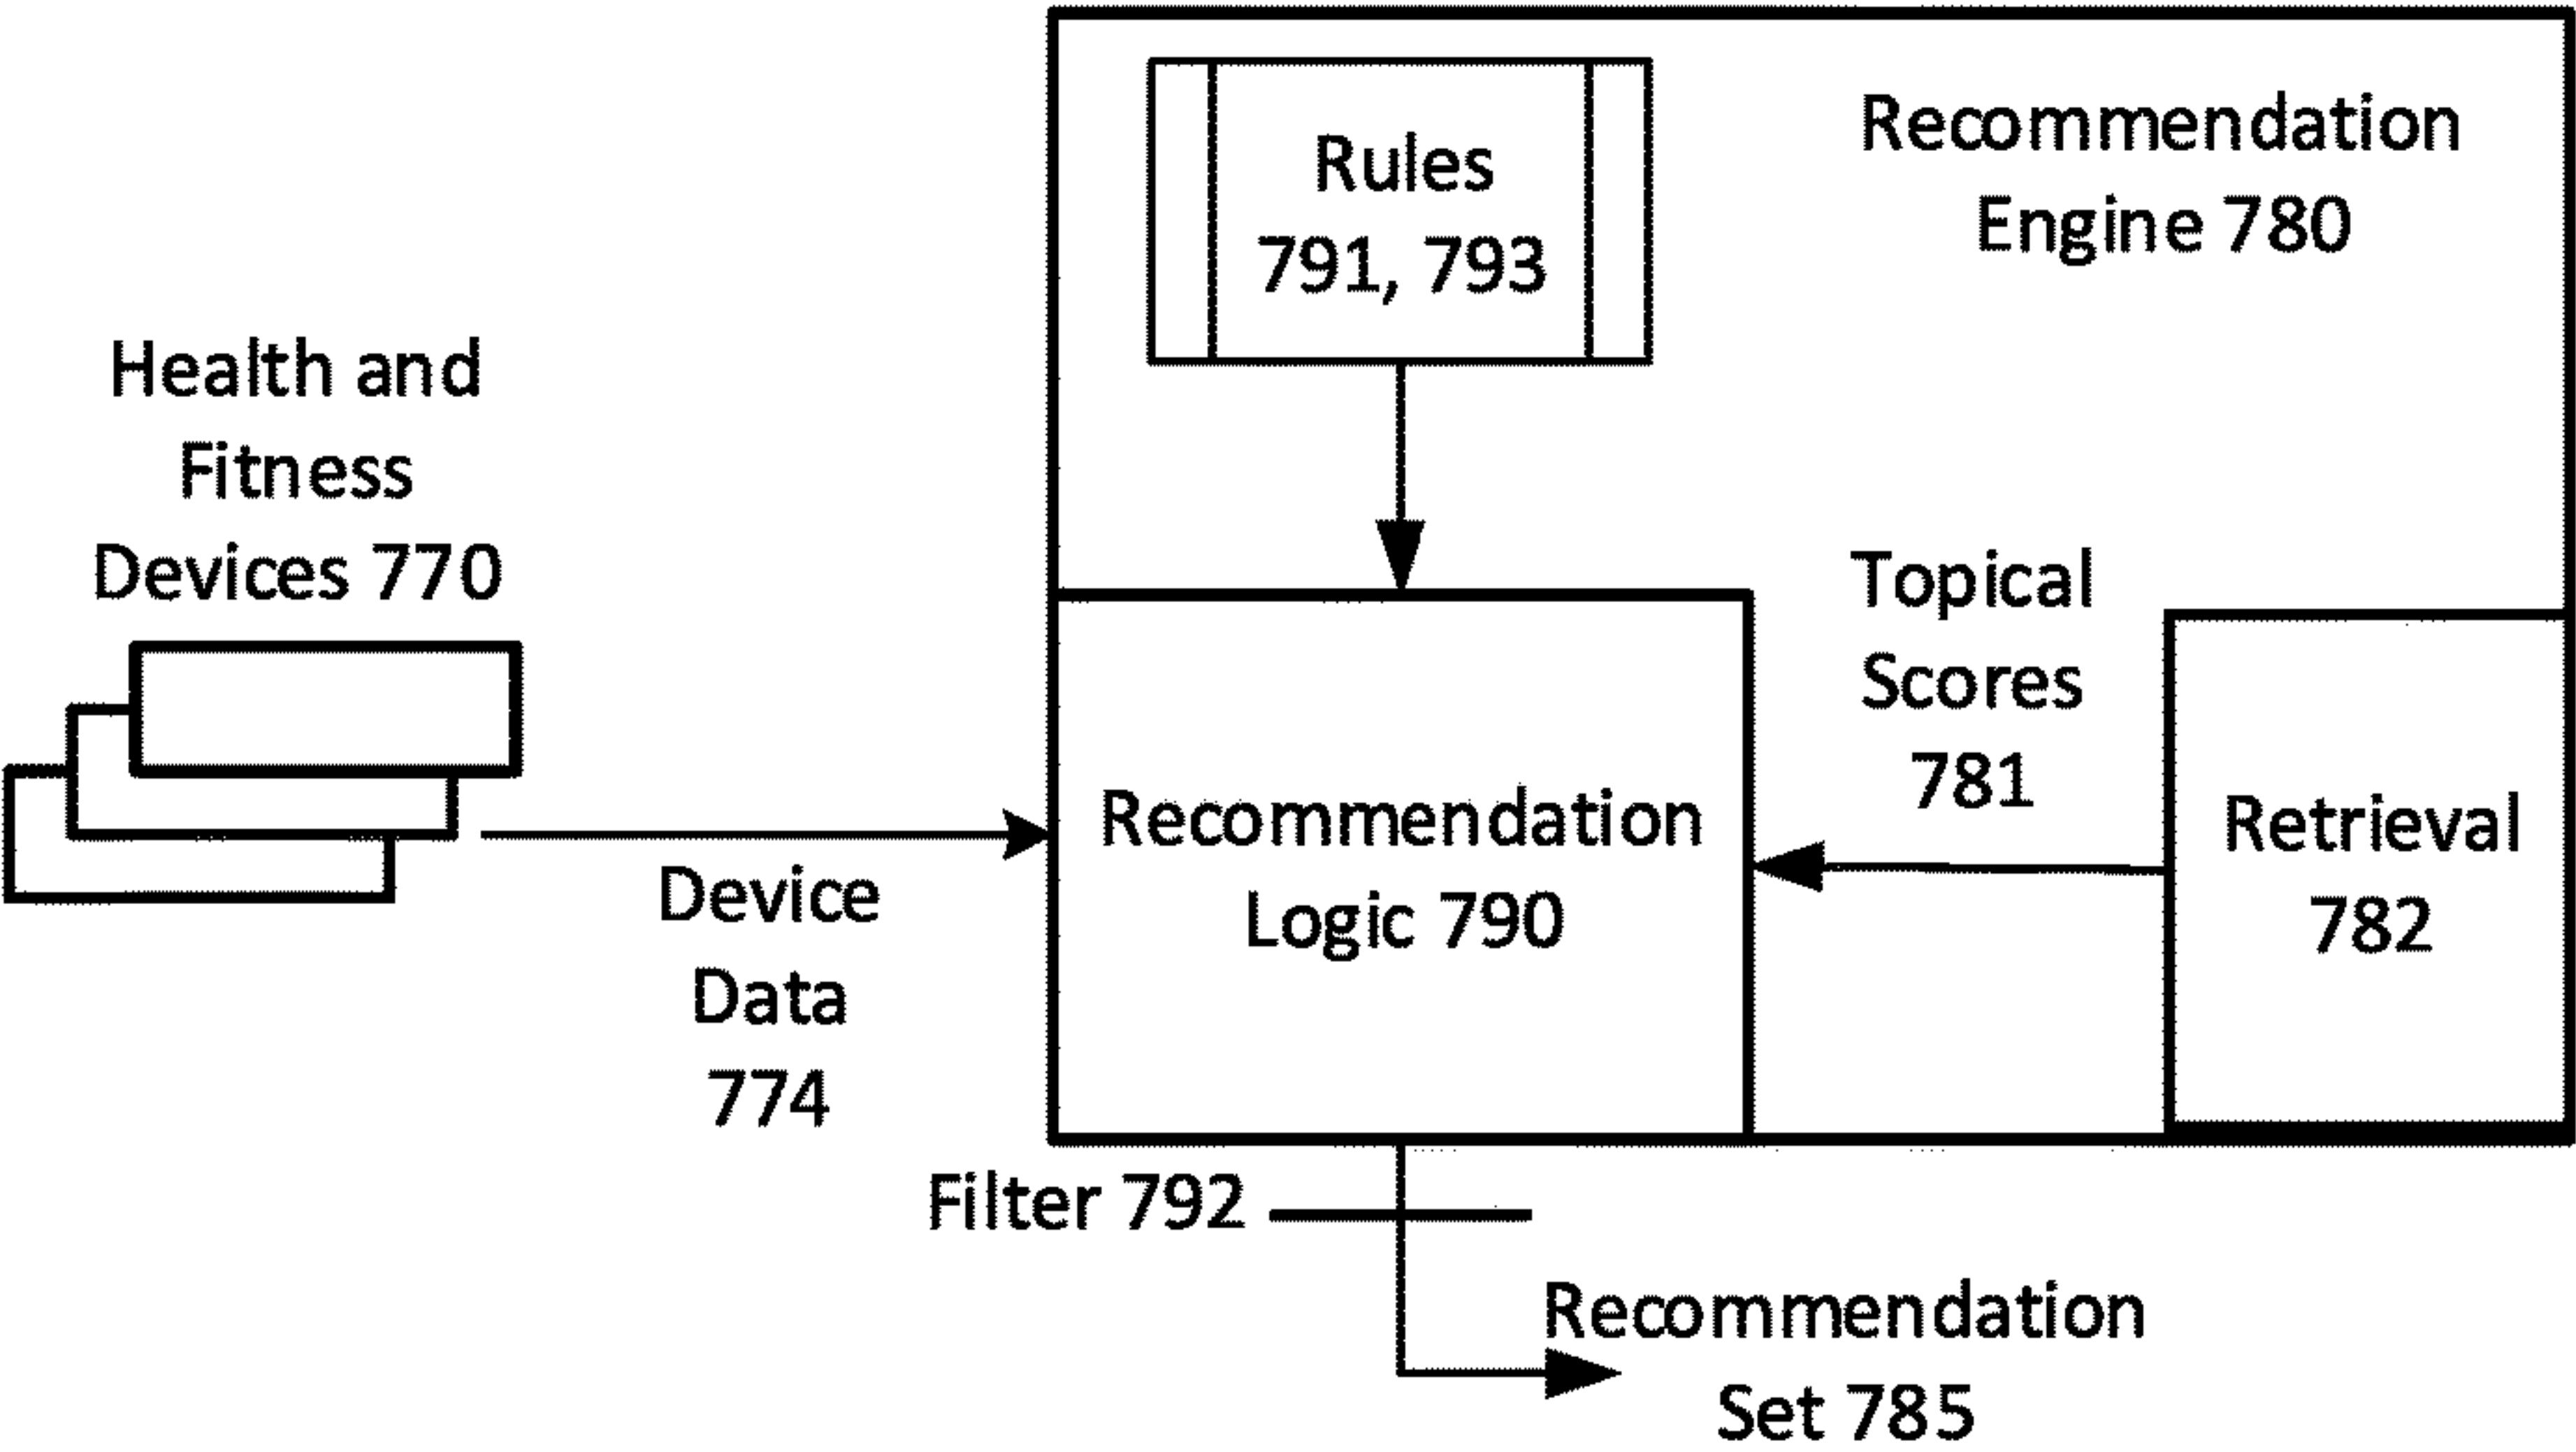 Rules
791, 793
Recommendation
Engine 780
Health and
Fitness
Devices 770
Topical
Scores
781
Device
Data
774
Recommendation
Logic 790
Retrieval
782
Filter 792
Recommendation
Set 785